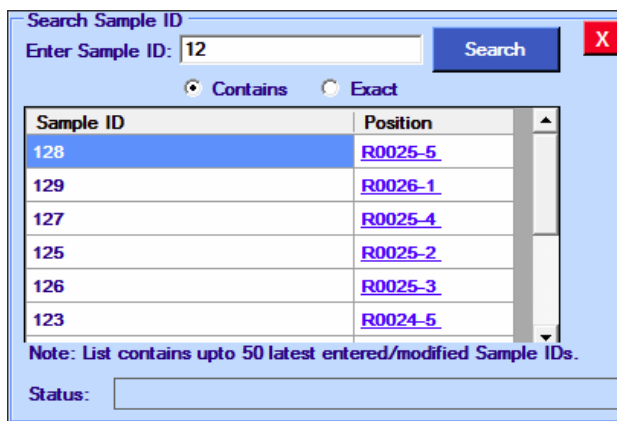 Search Sample ID
Enter Sample ID: 12 Search X
Contains Exact
Sample ID Position
128 R0025-5
129 R0026-1
127 R0025-4
125 R0025-2
126 R0025-3
123 R0024-5
Note: List contains upto 50 latest entered/modified Sample IDs.
Status: